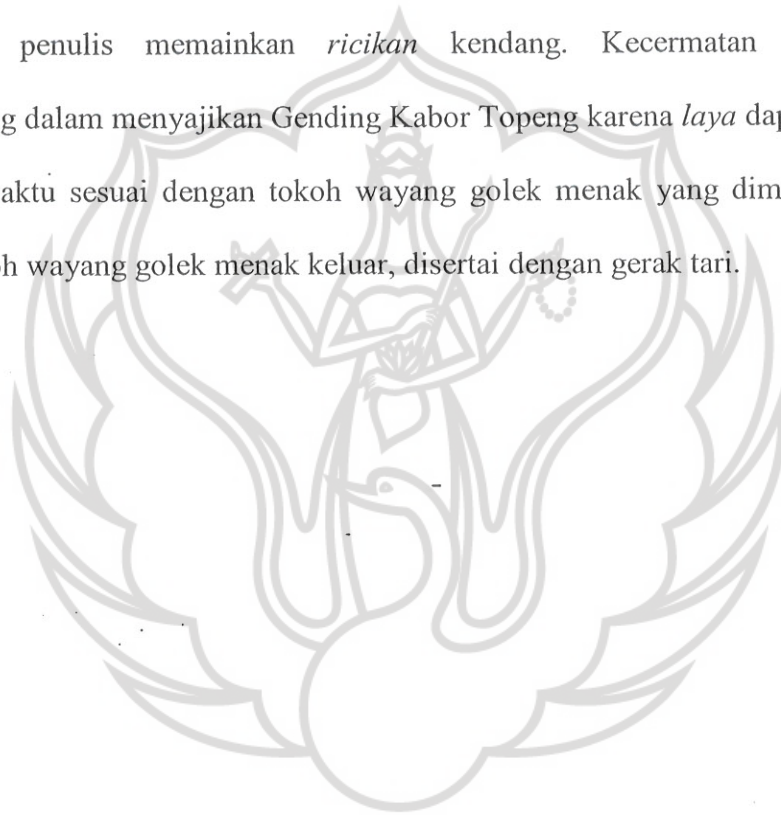 penulis memainkan ricikan kendang. Kecermatan
g dalam menyajikan Gending Kabor Topeng karena laya dap
aktu sesuai dengan tokoh wayang golek menak yang dim
h wayang golek menak keluar, disertai dengan gerak tari.